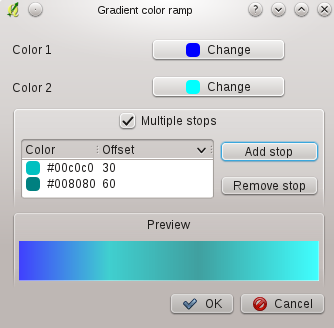 Gradient color ramp
Color 1 Change
Color 2 Change
Multiple stops
Color Offset
#00c0c0 30
#008080 60
Add stop
Remove stop
Preview
OK Cancel